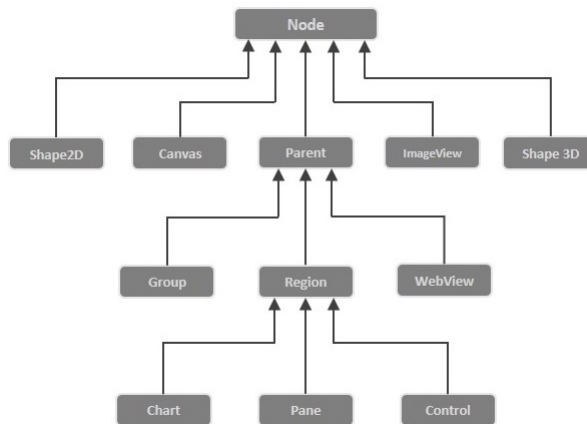 Node
Shape2D
Canvas
Parent
ImageView
Shape 3D
Group
Region
WebView
Chart
Pane
Control